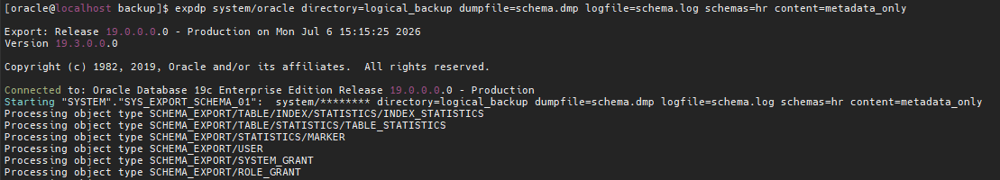 [oracle@localhost backup]$ expdp system/oracle directory=logical_backup dumpfile=schema.dmp logfile=schema.log schemas=hr content=metadata_only
Export: Release 19.0.0.0.0 - Production on Mon Jul 6 15:15:25 2026
Version 19.3.0.0.0
Copyright (c) 1982, 2019, Oracle and/or its affiliates.  All rights reserved.
Connected to: Oracle Database 19c Enterprise Edition Release 19.0.0.0.0 - Production
Starting "SYSTEM"."SYS_EXPORT_SCHEMA_01":  system/******** directory=logical_backup dumpfile=schema.dmp logfile=schema.log schemas=hr content=metadata_only
Processing object type SCHEMA_EXPORT/TABLE/INDEX/STATISTICS/INDEX_STATISTICS
Processing object type SCHEMA_EXPORT/TABLE/STATISTICS/TABLE_STATISTICS
Processing object type SCHEMA_EXPORT/STATISTICS/MARKER
Processing object type SCHEMA_EXPORT/USER
Processing object type SCHEMA_EXPORT/SYSTEM_GRANT
Processing object type SCHEMA_EXPORT/ROLE_GRANT